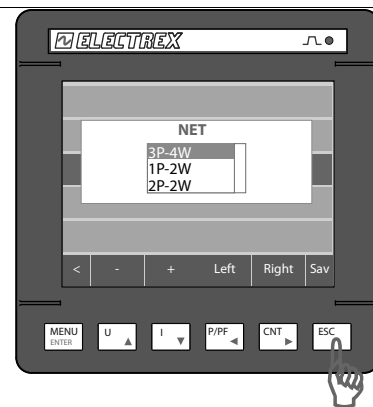 ELECTREX
NET
3P-4W
1P-2W
2P-2W
< - + Left Right Sav
MENU ENTER U I P/PF CNT ESC